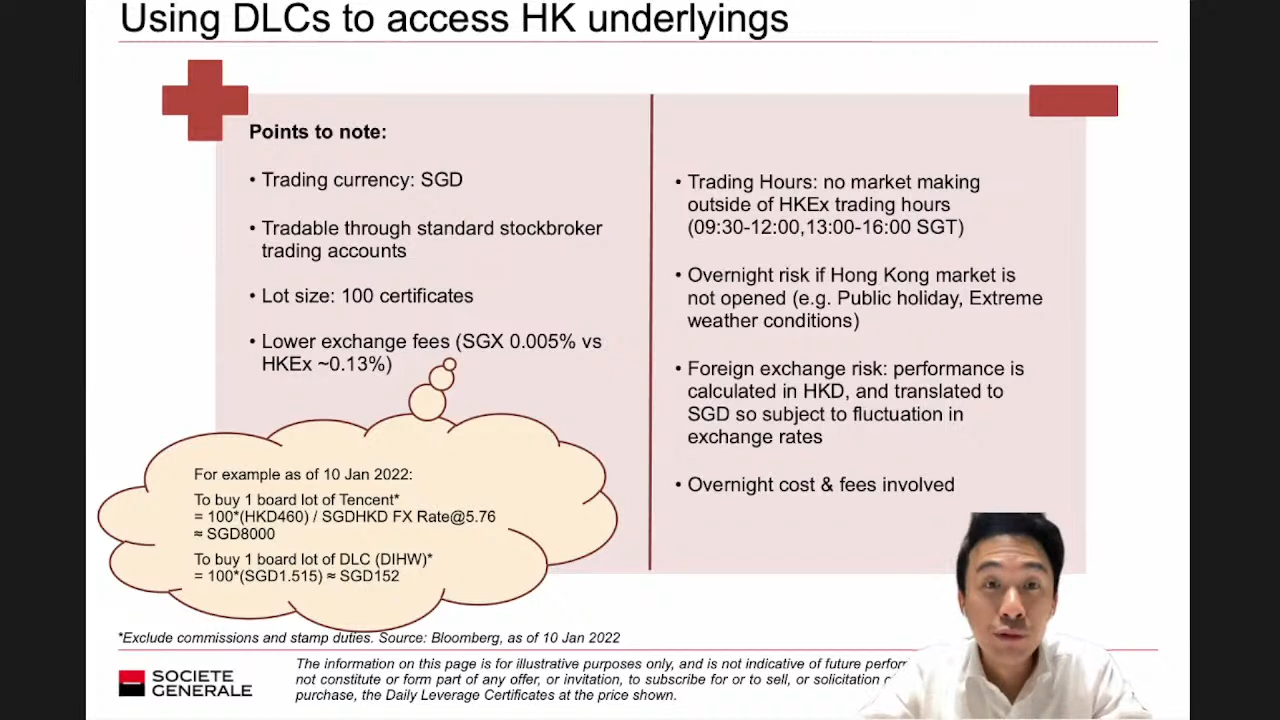 Using DLCs to access HK underlyings
Points to note:
• Trading currency: SGD
• Tradable through standard stockbroker
trading accounts
• Lot size: 100 certificates
• Lower exchange fees (SGX 0.005% vs
HKEx ~0.13%)
For example as of 10 Jan 2022:
To buy 1 board lot of Tencent*
= 100*(HKD460) / SGDHKD FX Rate@5.76
≈ SGD8000
To buy 1 board lot of DLC (DIHW)*
= 100*(SGD1.515) ≈ SGD152
• Trading Hours: no market making
outside of HKEx trading hours
(09:30-12:00,13:00-16:00 SGT)
• Overnight risk if Hong Kong market is
not opened (e.g. Public holiday, Extreme
weather conditions)
• Foreign exchange risk: performance is
calculated in HKD, and translated to
SGD so subject to fluctuation in
exchange rates
• Overnight cost & fees involved
*Exclude commissions and stamp duties. Source: Bloomberg, as of 10 Jan 2022
SOCIETE
GENERALE
The information on this page is for illustrative purposes only, and is not indicative of future
not constitute or form part of any offer, or invitation, to subscribe for or to sell, or solicitation
purchase, the Daily Leverage Certificates at the price shown.